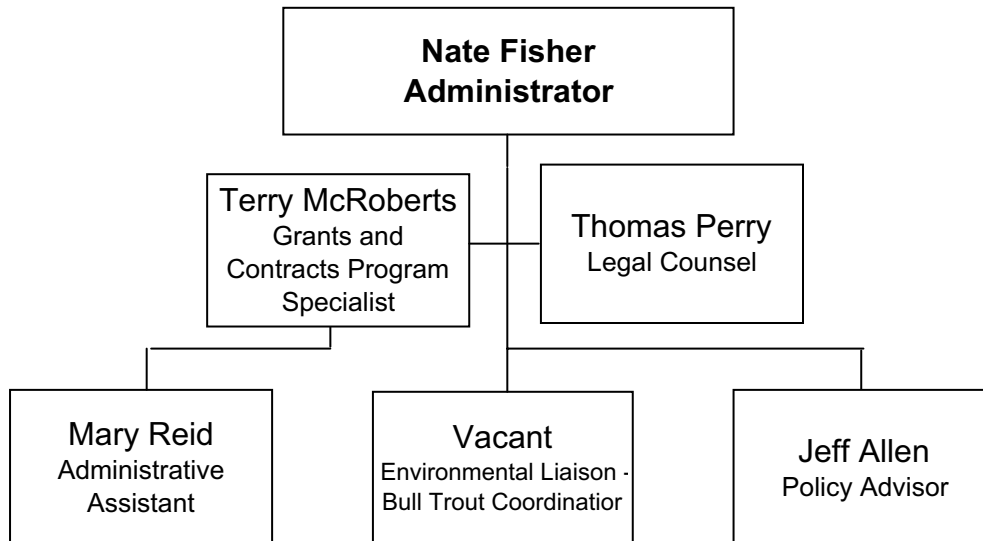 Nate Fisher
Administrator
Terry McRoberts
Grants and
Contracts Program
Specialist
Thomas Perry
Legal Counsel
Mary Reid
Administrative
Assistant
Vacant
Environmental Liaison -
Bull Trout Coordinatior
Jeff Allen
Policy Advisor